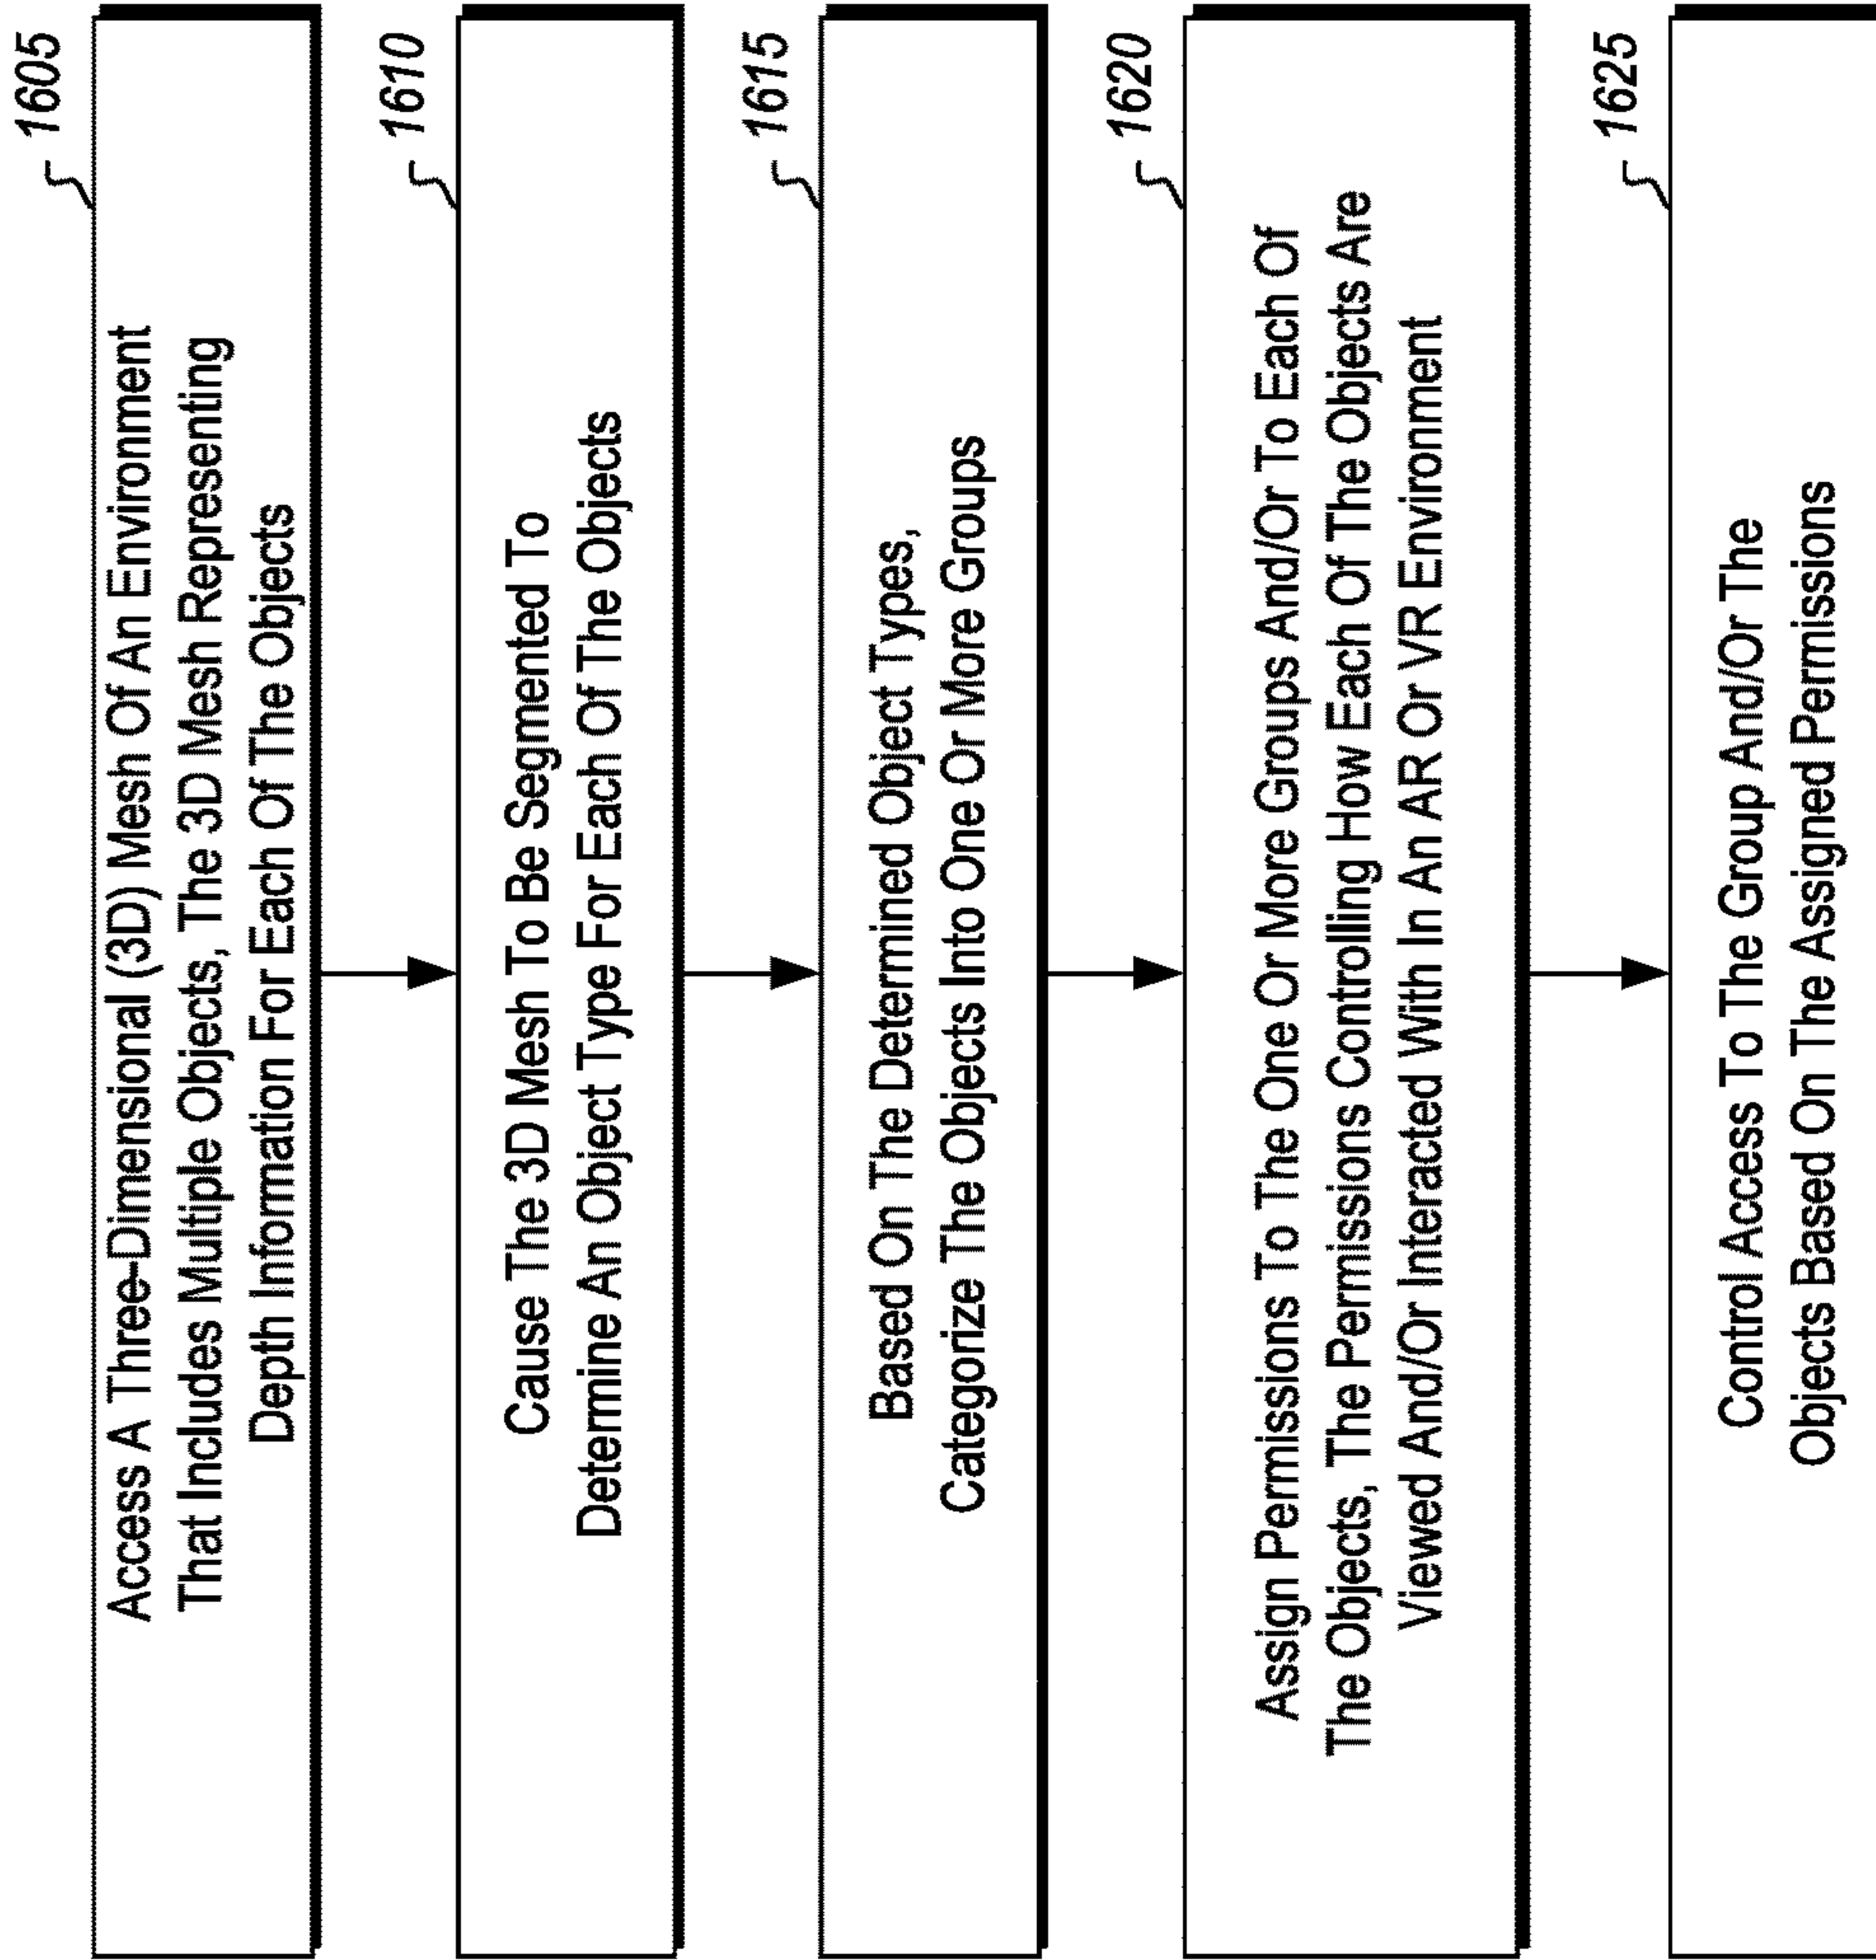 1605
Access A Three-Dimensional (3D) Mesh Of An Environment
That Includes Multiple Objects, The 3D Mesh Representing
Depth Information For Each Of The Objects
1610
Cause The 3D Mesh To Be Segmented To
Determine An Object Type For Each Of The Objects
1615
Based On The Determined Object Types,
Categorize The Objects Into One Or More Groups
1620
Assign Permissions To The One Or More Groups And/Or To Each Of
The Objects, The Permissions Controlling How Each Of The Objects Are
Viewed And/Or Interacted With In An AR Or VR Environment
1625
Control Access To The Group And/Or The
Objects Based On The Assigned Permissions